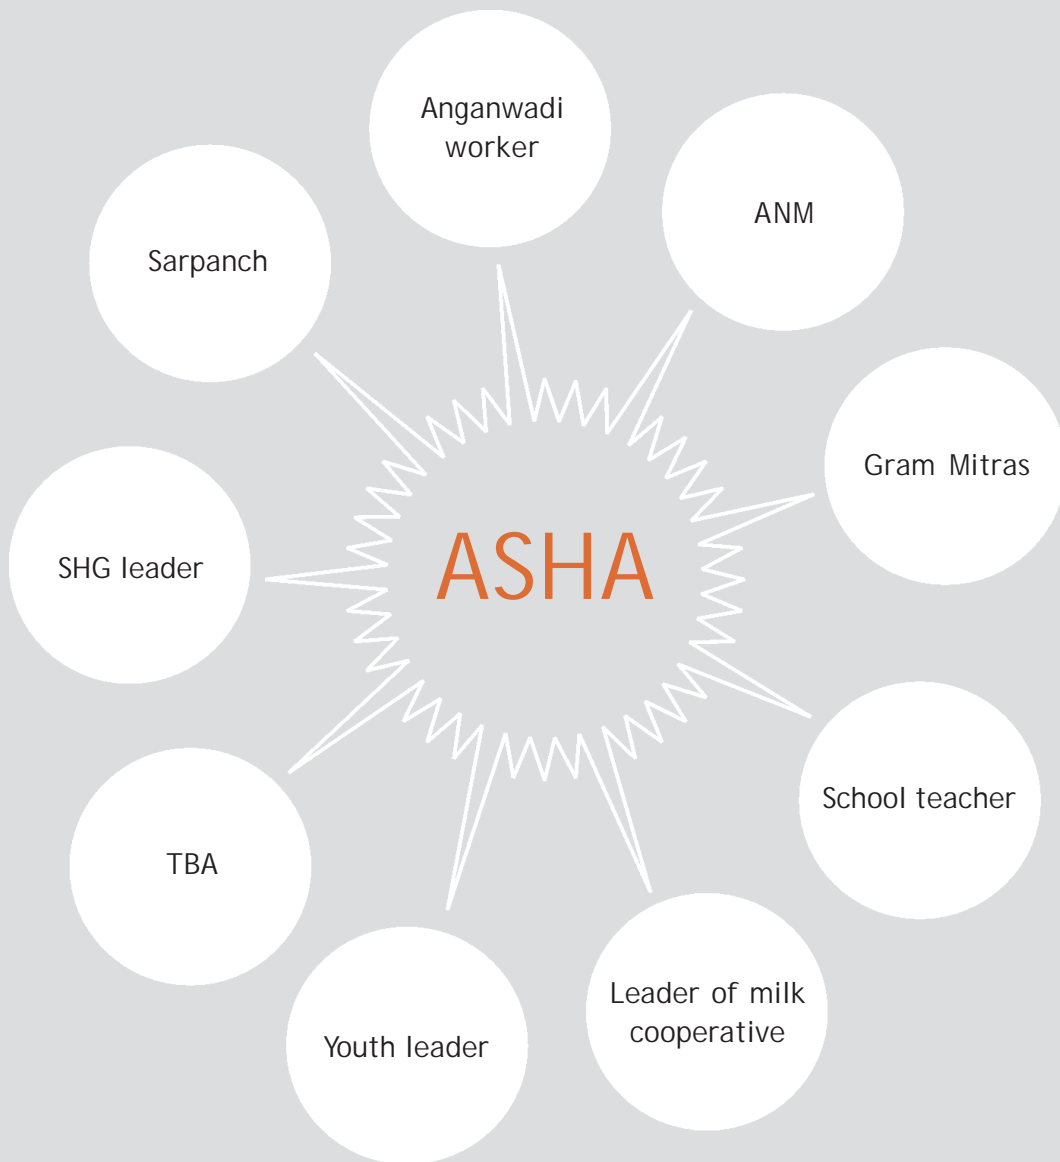 Anganwadi
worker
ANM
Sarpanch
Gram Mitras
ASHA
SHG leader
School teacher
TBA
Leader of milk
cooperative
Youth leader